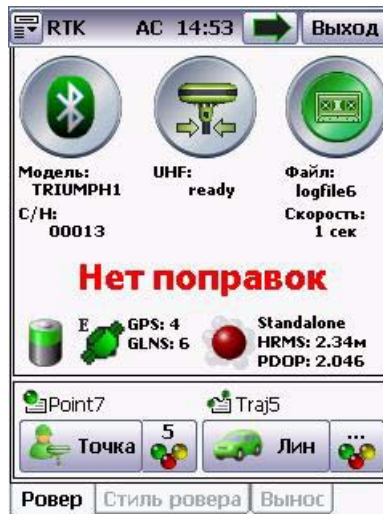 RTK AC 14:53 Выход
Модель: TRIUMPH1
С/Н: 00013
UHF: ready
Файл: logfile6
Скорость: 1 сек
Нет поправок
E GPS: 4
GLNS: 6
Standalone
HRMS: 2.34м
PDOP: 2.046
Point7 Traj5
Точка 5 Лин ...
Ровер Стиль ровера Вынос